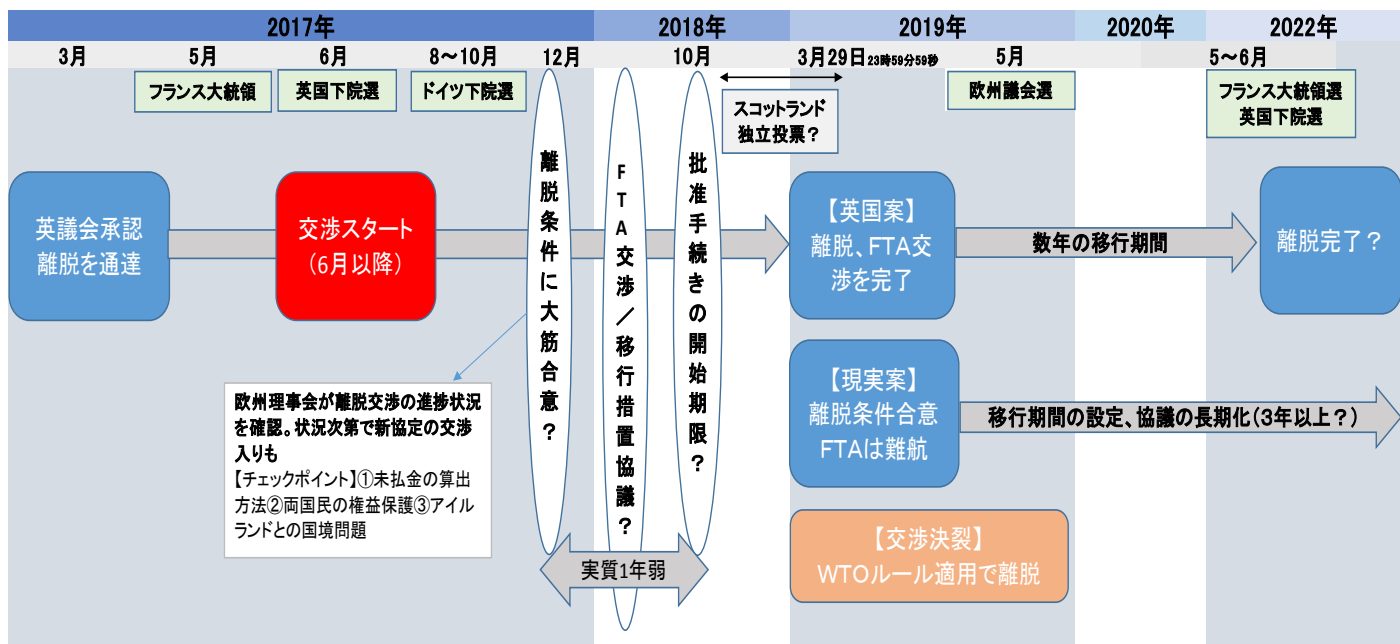 2017年
2018年
2019年
2020年
2022年
3月
5月
6月
8～10月
12月
10月
3月29日23時59分59秒
5月
5～6月
フランス大統領
英国下院選
ドイツ下院選
スコットランド
独立投票？
欧州議会選
フランス大統領選
英国下院選
英議会承認
離脱を通達
交渉スタート
（6月以降）
離脱条件に大筋合意？
FTA交渉／移行措置協議？
批准手続きの開始期限？
【英国案】
離脱、FTA交
渉を完了
数年の移行期間
離脱完了？
欧州理事会が離脱交渉の進捗状況
を確認。状況次第で新協定の交渉
入りも
【チェックポイント】①未払金の算出
方法②両国民の権益保護③アイル
ランドとの国境問題
【現実案】
離脱条件合意
FTAは難航
移行期間の設定、協議の長期化（3年以上？）
実質1年弱
【交渉決裂】
WTOルール適用で離脱